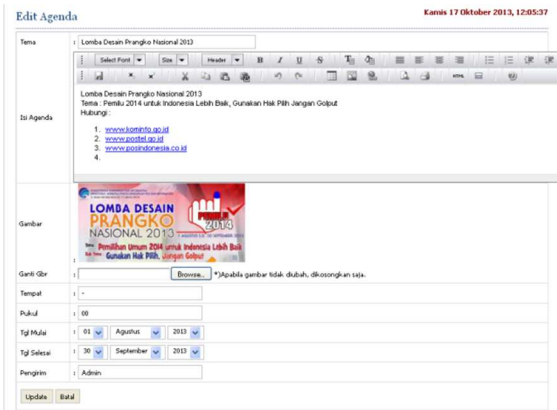 Edit Agenda
Kamis 17 Oktober 2013, 12:05:37
Tema : Lomba Desain Prangko Nasional 2013
Select Font Size Header B I U S
HTML
Isi Agenda
Lomba Desain Prangko Nasional 2013
Tema : Pemilu 2014 untuk Indonesia Lebih Baik, Gunakan Hak Pilih Jangan Golput
Hubungi :
1. www.kominfo.go.id
2. www.postel.go.id
3. www.posindonesia.co.id
4.
Gambar :
LOMBA DESAIN
PRANGKO
NASIONAL 2013
PEMILU
2014
Pemilihan Umum 2014 untuk Indonesia Lebih Baik
Gunakan Hak Pilih, Jangan Golput
Ganti Gbr : Browse... *)Apabila gambar tidak diubah, dikosongkan saja.
Tempat : -
Pukul : 00
Tgl Mulai : 01 Agustus 2013
Tgl Selesai : 30 September 2013
Pengirim : Admin
Update Batal